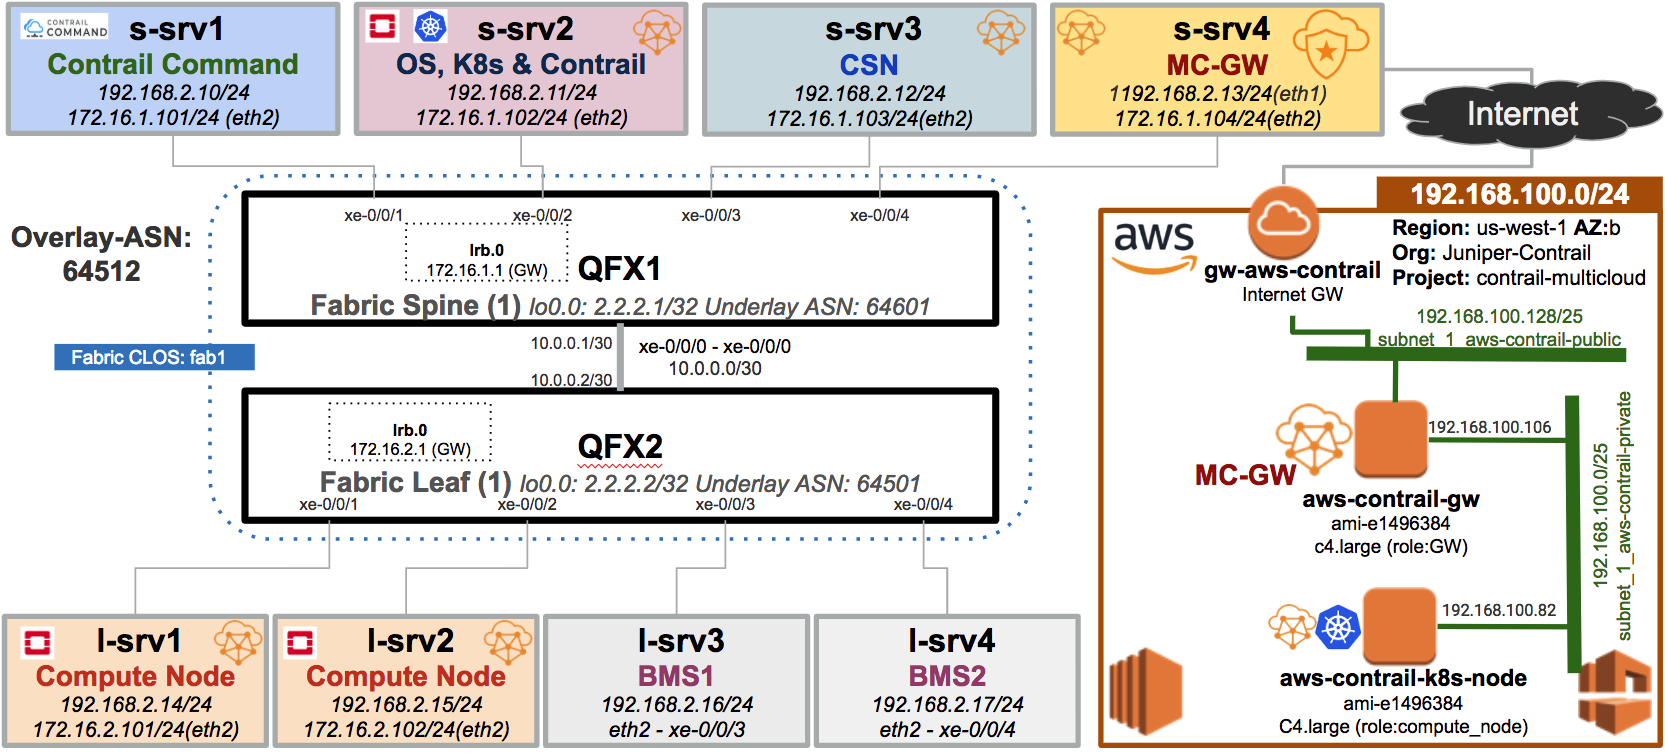 CONTRAIL
COMMAND
s-srv1
Contrail Command
192.168.2.10/24
172.16.1.101/24 (eth2)
s-srv2
OS, K8s & Contrail
192.168.2.11/24
172.16.1.102/24 (eth2)
s-srv3
CSN
192.168.2.12/24
172.16.1.103/24(eth2)
s-srv4
MC-GW
1192.168.2.13/24(eth1)
172.16.1.104/24(eth2)
Internet
Overlay-ASN:
64512
xe-0/0/1
xe-0/0/2
xe-0/0/3
xe-0/0/4
Irb.0
172.16.1.1 (GW)
QFX1
Fabric Spine (1) lo0.0: 2.2.2.1/32 Underlay ASN: 64601
Fabric CLOS: fab1
10.0.0.1/30
xe-0/0/0 - xe-0/0/0
10.0.0.0/30
10.0.0.2/30
Irb.0
172.16.2.1 (GW)
QFX2
Fabric Leaf (1) lo0.0: 2.2.2.2/32 Underlay ASN: 64501
xe-0/0/1
xe-0/0/2
xe-0/0/3
xe-0/0/4
l-srv1
Compute Node
192.168.2.14/24
172.16.2.101/24(eth2)
l-srv2
Compute Node
192.168.2.15/24
172.16.2.102/24(eth2)
l-srv3
BMS1
192.168.2.16/24
eth2 - xe-0/0/3
l-srv4
BMS2
192.168.2.17/24
eth2 - xe-0/0/4
192.168.100.0/24
aws
Region: us-west-1 AZ:b
Org: Juniper-Contrail
Project: contrail-multicloud
gw-aws-contrail
Internet GW
192.168.100.128/25
subnet_1_aws-contrail-public
192.168.100.106
MC-GW
aws-contrail-gw
ami-e1496384
c4.large (role:GW)
192.168.100.0/25
subnet_1_aws-contrail-private
192.168.100.82
aws-contrail-k8s-node
ami-e1496384
C4.large (role:compute_node)